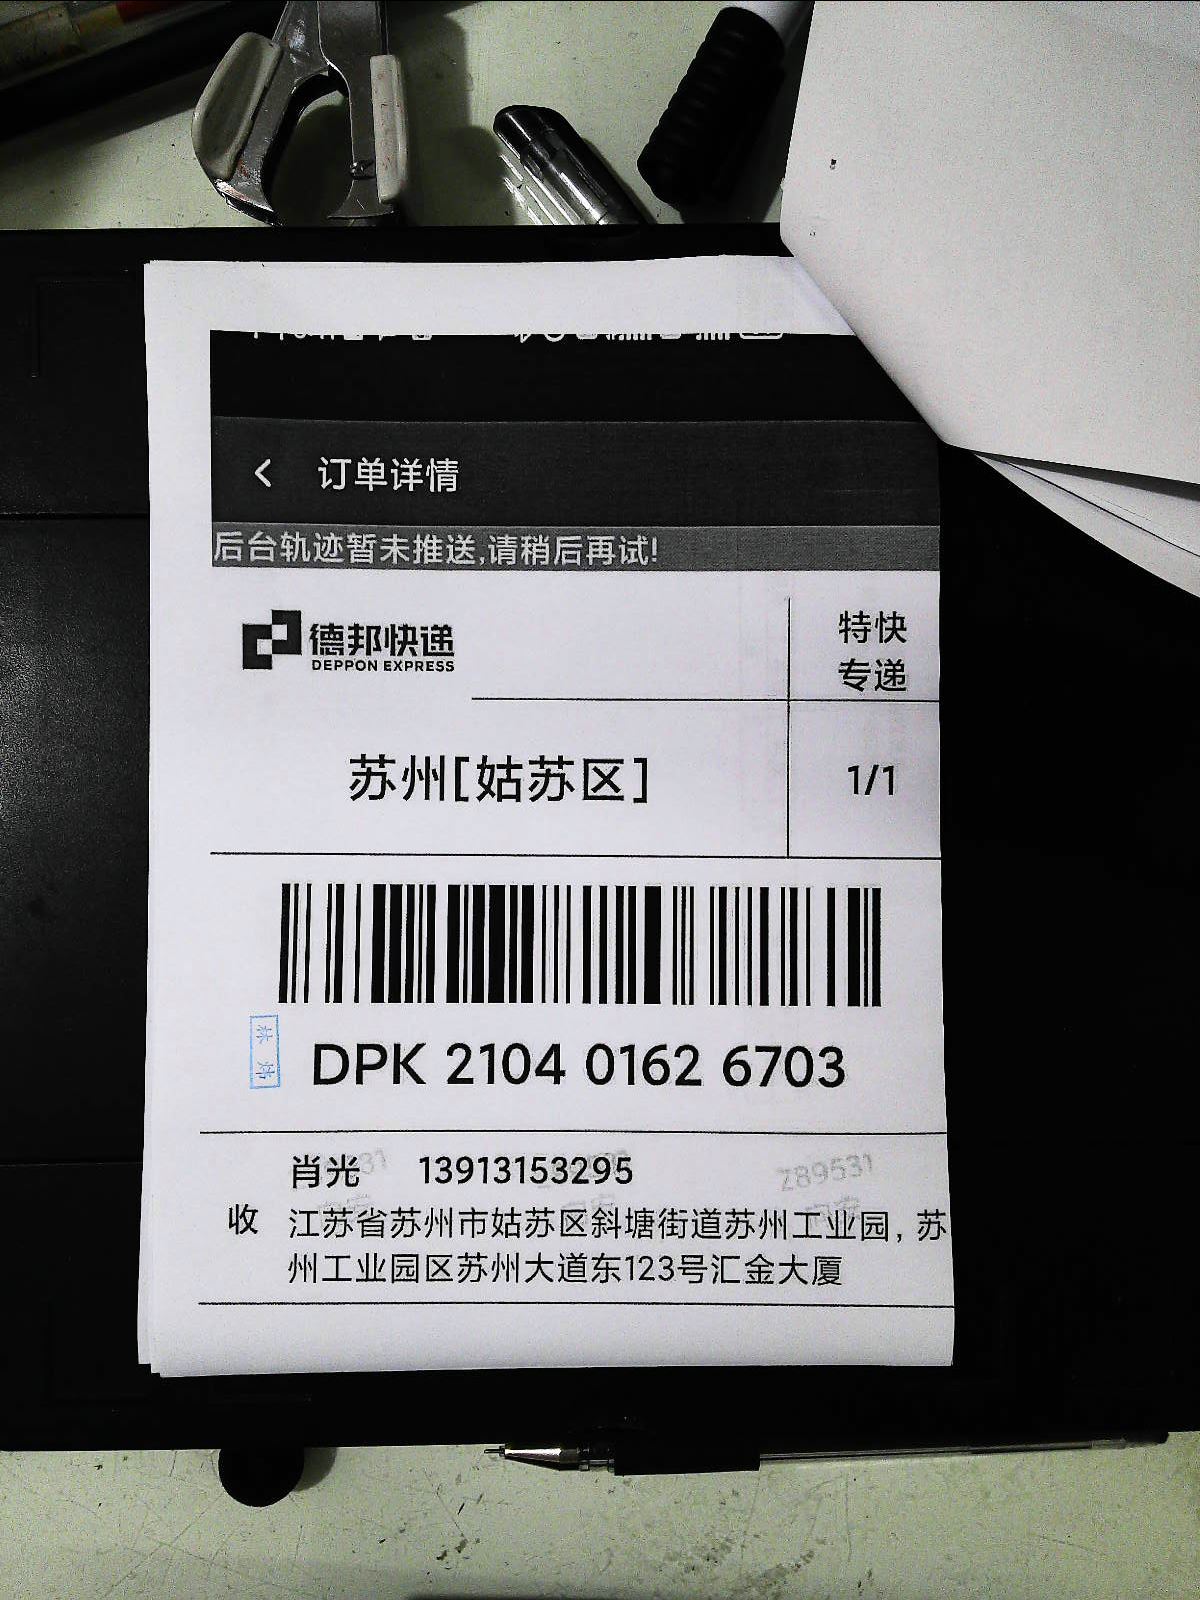 订单详情
后台轨迹暂未推送,请稍后再试!
德邦快递
DEPPON EXPRESS
特快
专递
苏州[姑苏区]
1/1
DPK 2104 0162 6703
肖光 13913153295
289531
收
江苏省苏州市姑苏区斜塘街道苏州工业园, 苏
州工业园区苏州大道东123号汇金大厦